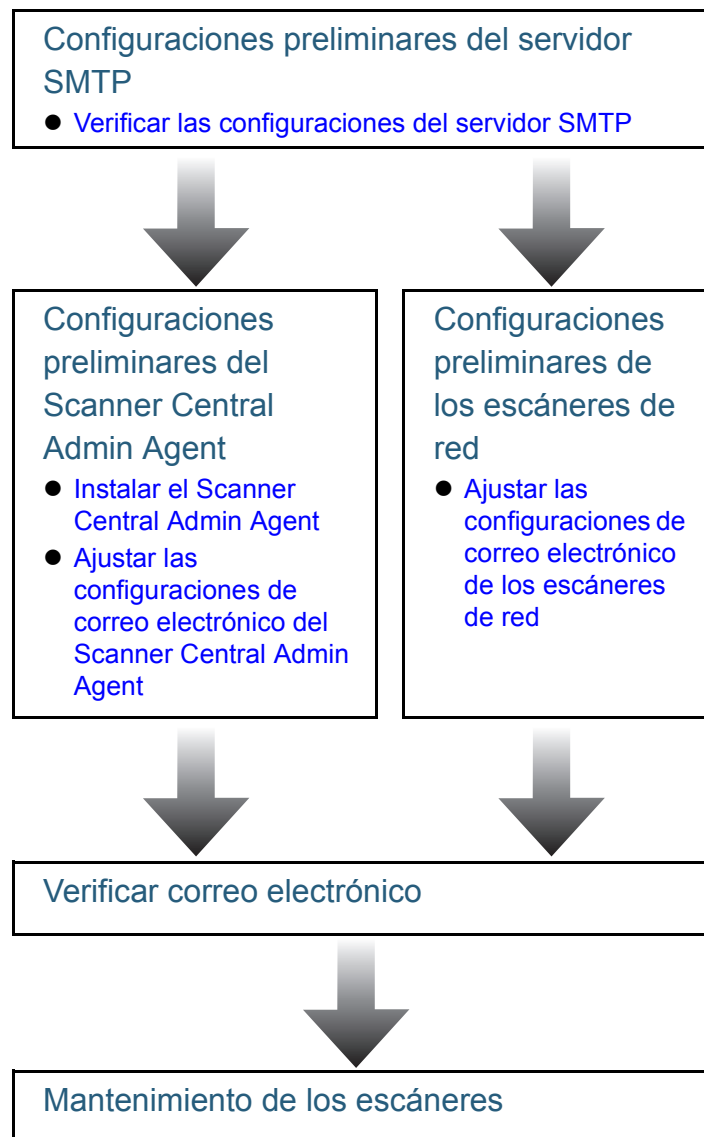 Configuraciones preliminares del servidor
SMTP
● Verificar las configuraciones del servidor SMTP
Configuraciones
preliminares del
Scanner Central
Admin Agent
● Instalar el Scanner
Central Admin Agent
● Ajustar las
configuraciones de
correo electrónico del
Scanner Central Admin
Agent
Configuraciones
preliminares de
los escáneres de
red
● Ajustar las
configuraciones de
correo electrónico
de los escáneres
de red
Verificar correo electrónico
Mantenimiento de los escáneres